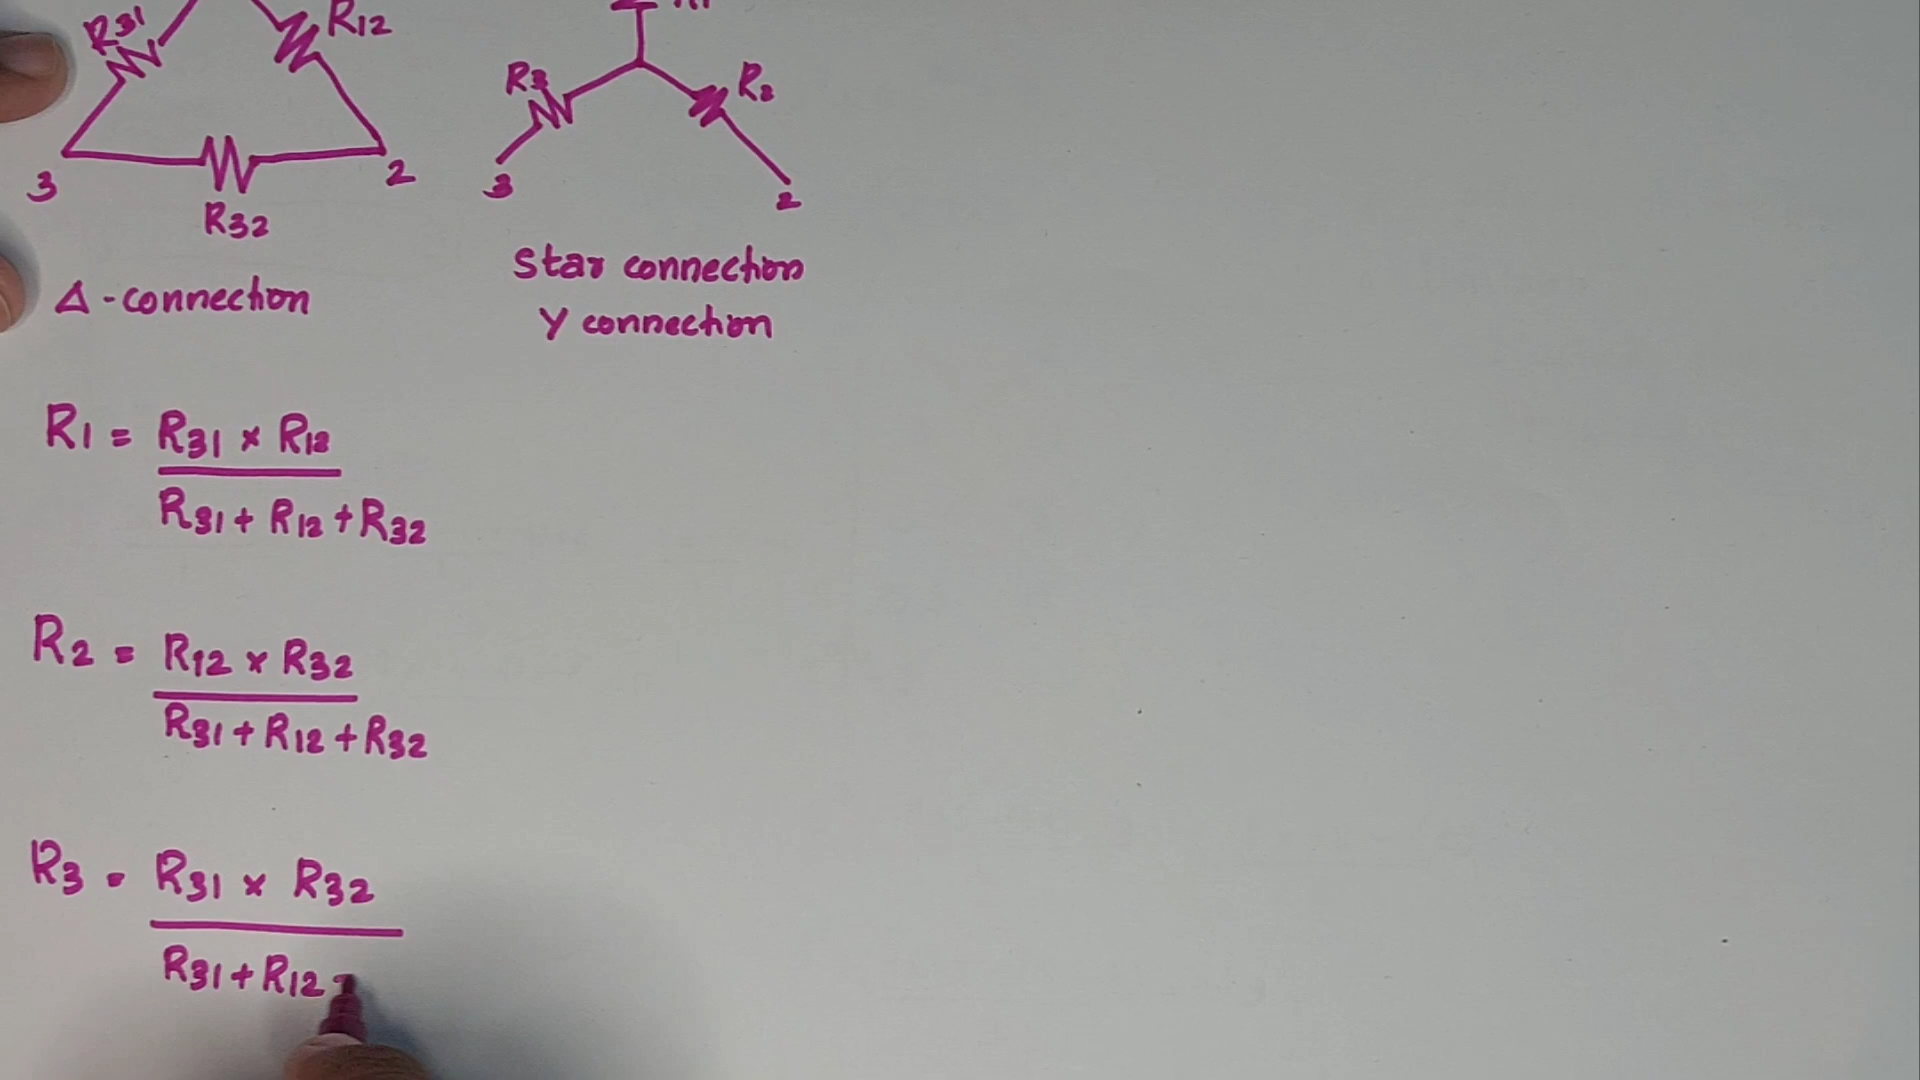 R31 R12
R3 R2
3 2 3 2
R32
Δ-connection
Star connection
Y connection
R1 = R31 × R12
R31 + R12 + R32
R2 = R12 × R32
R31 + R12 + R32
R3 = R31 × R32
R31 + R12